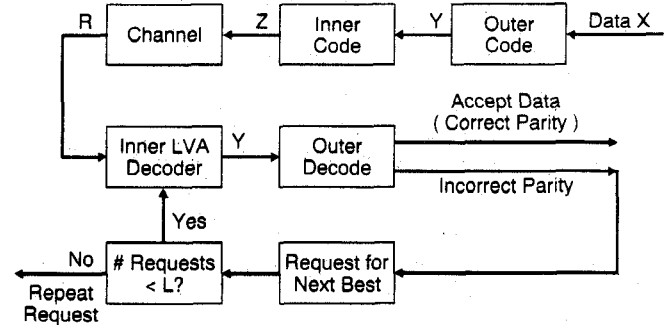 R
Channel
Z
Inner
Code
Y
Outer
Code
Data X
Inner LVA
Decoder
Y
Outer
Decode
Accept Data
( Correct Parity )
Incorrect Parity
Yes
No
Repeat
Request
# Requests
< L?
Request for
Next Best